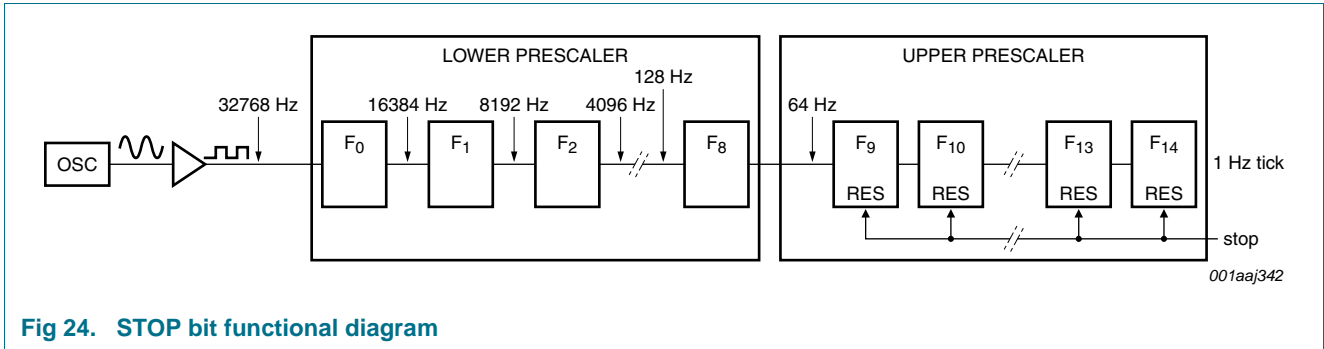 LOWER PRESCALER
UPPER PRESCALER
128 Hz
32768 Hz
16384 Hz
8192 Hz
4096 Hz
64 Hz
OSC
F0
F1
F2
F8
F9
RES
F10
RES
F13
RES
F14
RES
1 Hz tick
stop
001aaj342
Fig 24. STOP bit functional diagram